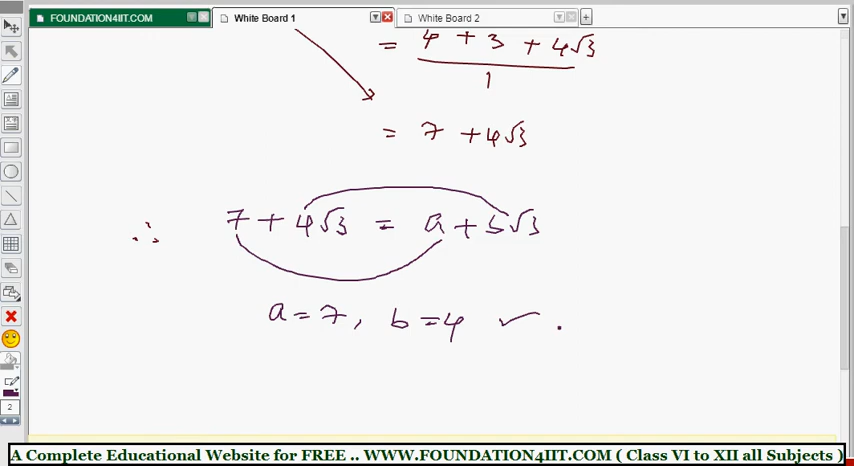 FOUNDATION4IIT.COM White Board 1 White Board 2
= 4 + 3 + 4√3
1
= 7 + 4√3
∴ 7 + 4√3 = a + b√3
a = 7, b = 4 ✓ .
2
A Complete Educational Website for FREE .. WWW.FOUNDATION4IIT.COM ( Class VI to XII all Subjects )